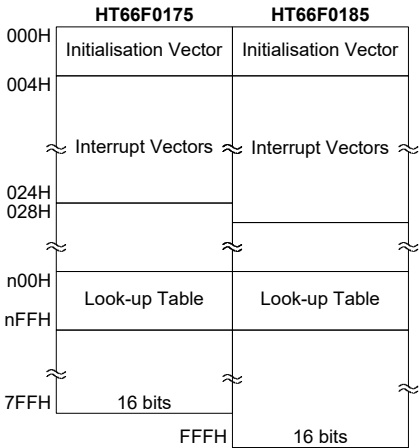 HT66F0175 HT66F0185
000H
Initialisation Vector Initialisation Vector
004H
Interrupt Vectors Interrupt Vectors
024H
028H
n00H
Look-up Table Look-up Table
nFFH
7FFH 16 bits
FFFH 16 bits